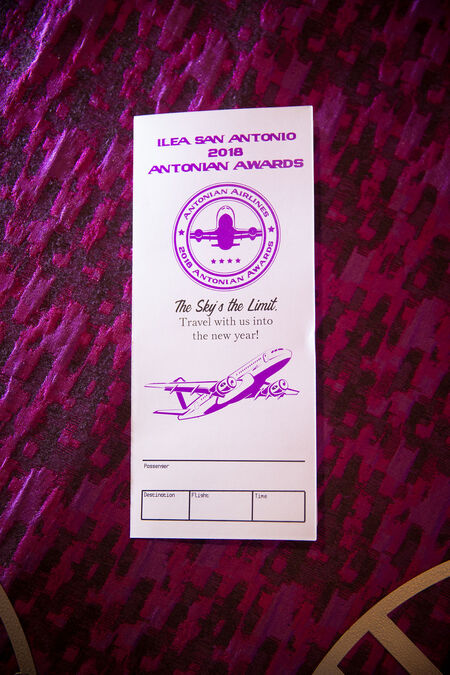 ILEA SAN ANTONIO
2018
ANTONIAN AWARDS
ANTONIAN AIRLINES
2018 ANTONIAN AWARDS
The Sky's the Limit.
Travel with us into
the new year!
Passenger
Destination Flight Time